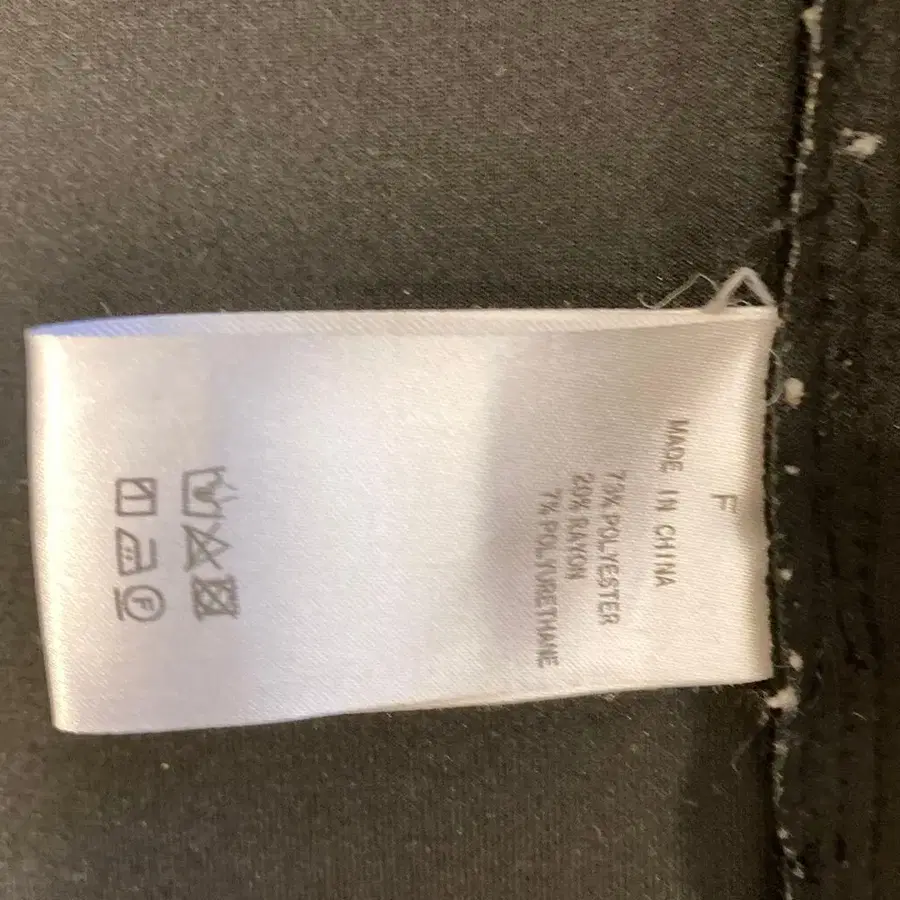 F
MADE IN CHINA
73% POLYESTER
20% RAYON
7% POLYURETHANE
F